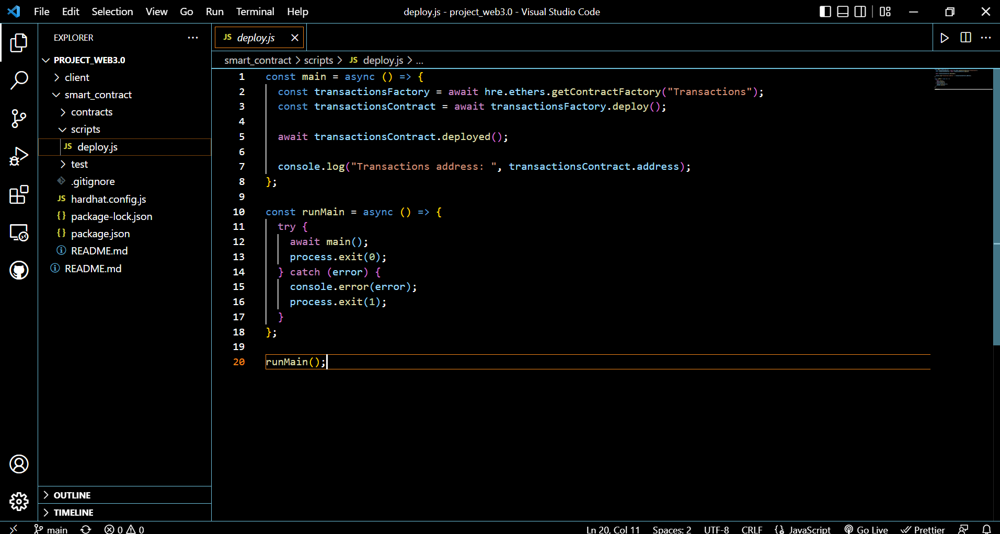 File Edit Selection View Go Run Terminal Help
deploy.js - project_web3.0 - Visual Studio Code
EXPLORER
PROJECT_WEB3.0
client
smart_contract
contracts
scripts
JS deploy.js
test
.gitignore
JS hardhat.config.js
{} package-lock.json
{} package.json
README.md
README.md
OUTLINE
TIMELINE
JS deploy.js
smart_contract > scripts > JS deploy.js > ...
1 const main = async () => {
2 const transactionsFactory = await hre.ethers.getContractFactory("Transactions");
3 const transactionsContract = await transactionsFactory.deploy();
4
5 await transactionsContract.deployed();
6
7 console.log("Transactions address: ", transactionsContract.address);
8 };
9
10 const runMain = async () => {
11 try {
12 await main();
13 process.exit(0);
14 } catch (error) {
15 console.error(error);
16 process.exit(1);
17 }
18 };
19
20 runMain();
main 0 0 Ln 20, Col 11 Spaces: 2 UTF-8 CRLF JavaScript Go Live Prettier